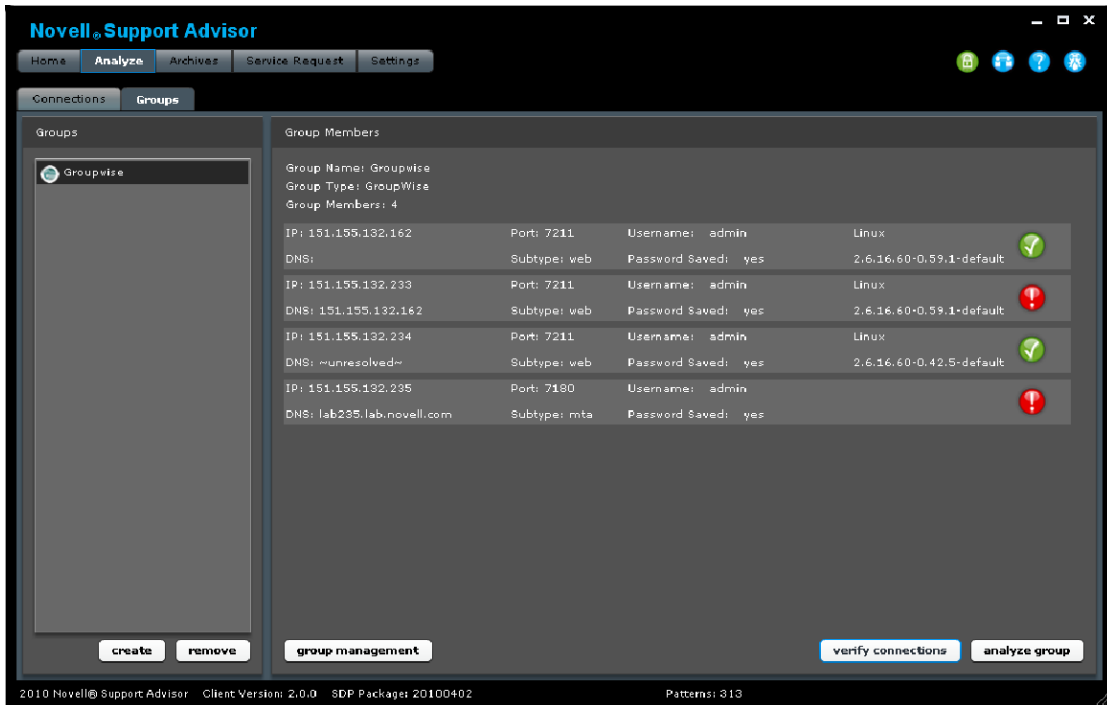 Novell® Support Advisor
Home Analyze Archives Service Request Settings
Connections Groups
Groups
Groupwise
create remove
Group Members
Group Name: Groupwise
Group Type: GroupWise
Group Members: 4
IP: 151.155.132.162 Port: 7211 Username: admin Linux
DNS: Subtype: web Password Saved: yes 2.6.16.60-0.59.1-default
IP: 151.155.132.233 Port: 7211 Username: admin Linux
DNS: 151.155.132.162 Subtype: web Password Saved: yes 2.6.16.60-0.59.1-default
IP: 151.155.132.234 Port: 7211 Username: admin Linux
DNS: ~unresolved~ Subtype: web Password Saved: yes 2.6.16.60-0.42.5-default
IP: 151.155.132.235 Port: 7180 Username: admin
DNS: lab235.lab.novell.com Subtype: mta Password Saved: yes
group management verify connections analyze group
2010 Novell® Support Advisor Client Version: 2.0.0 SDP Package: 20100402 Patterns: 313